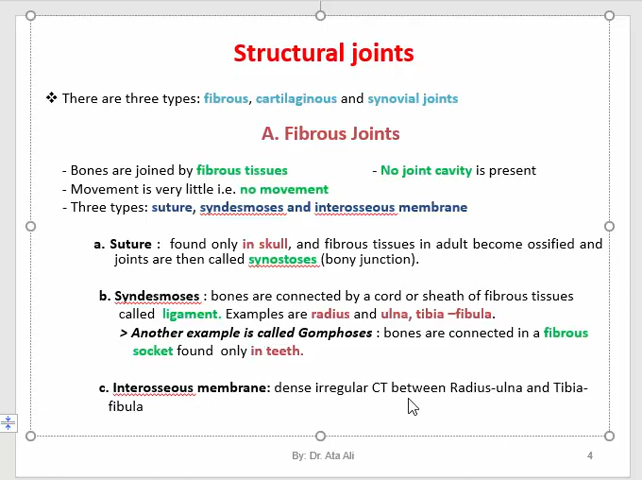 Structural joints
❖ There are three types: fibrous, cartilaginous and synovial joints
A. Fibrous Joints
- Bones are joined by fibrous tissues - No joint cavity is present
- Movement is very little i.e. no movement
- Three types: suture, syndesmoses and interosseous membrane
a. Suture : found only in skull, and fibrous tissues in adult become ossified and
joints are then called synostoses (bony junction).
b. Syndesmoses : bones are connected by a cord or sheath of fibrous tissues
called ligament. Examples are radius and ulna, tibia –fibula.
> Another example is called Gomphoses : bones are connected in a fibrous
socket found only in teeth.
c. Interosseous membrane: dense irregular CT between Radius-ulna and Tibia-
fibula
By: Dr. Ata Ali 4